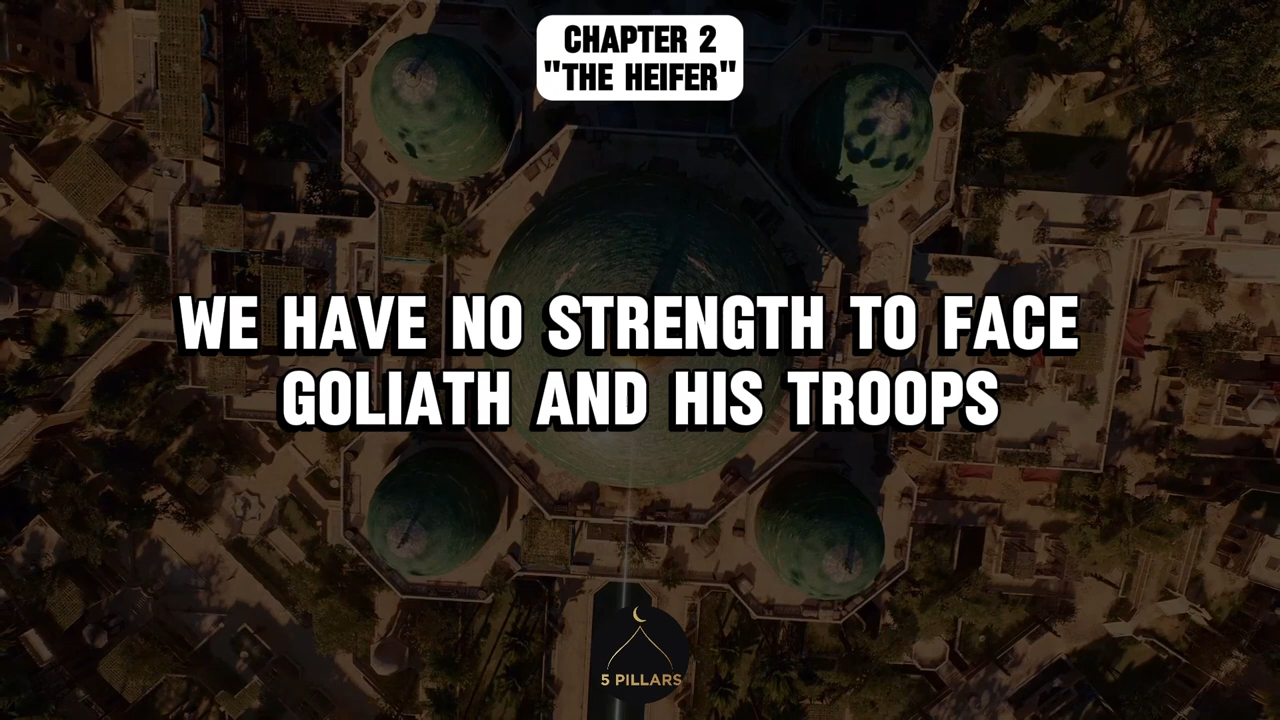 CHAPTER 2
"THE HEIFER"
WE HAVE NO STRENGTH TO FACE
GOLIATH AND HIS TROOPS
5 PILLARS